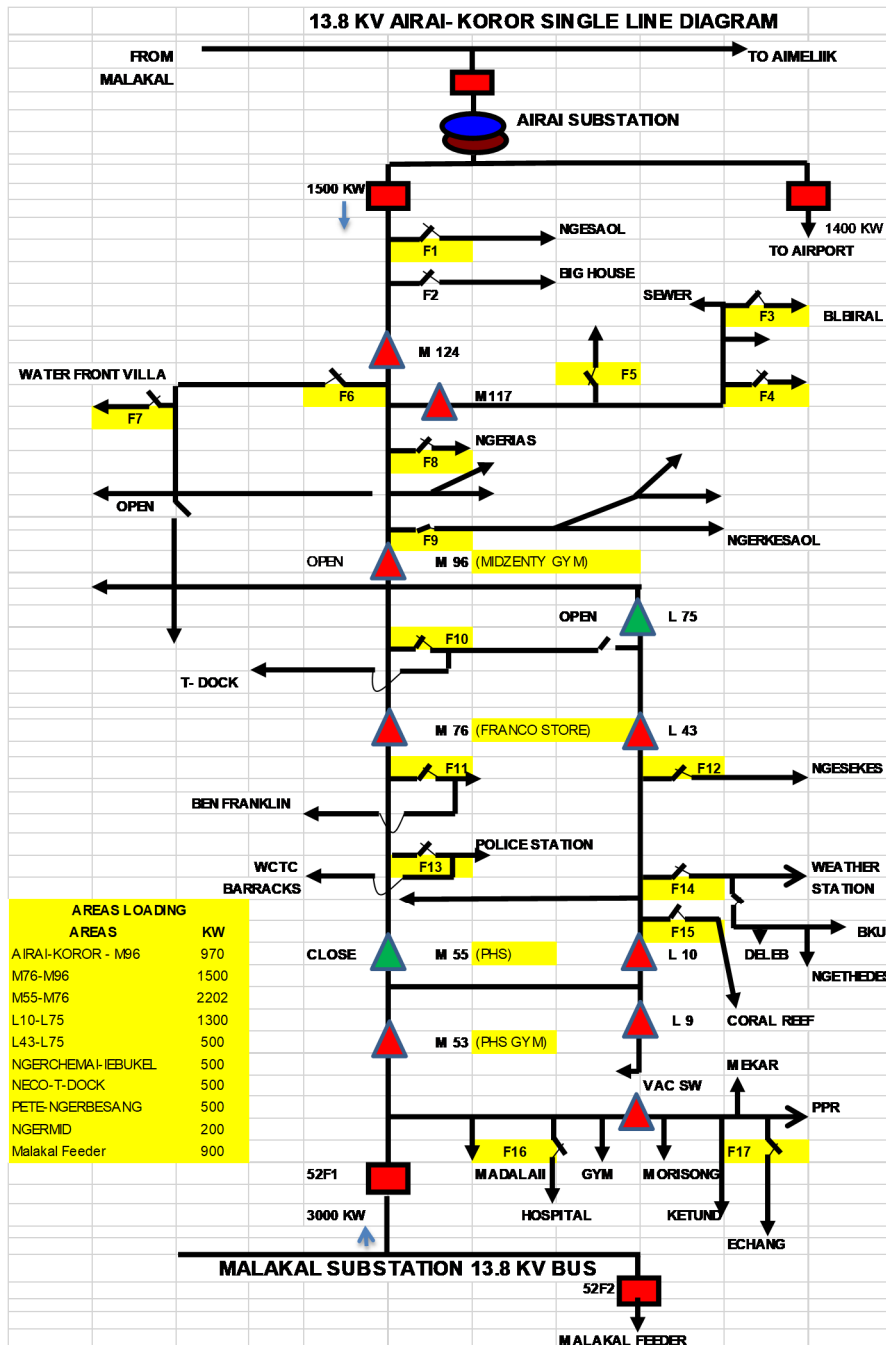 13.8 KV AIRAI- KOROR SINGLE LINE DIAGRAM
FROM
MALAKAL
TO AIMELIIK
AIRAI SUBSTATION
1500 KW
1400 KW
TO AIRPORT
NGESAOL
F1
BIG HOUSE
F2
SEWER
F3
BLBIRAL
M 124
WATER FRONT VILLA
F5
F6
M117
F4
F7
NGERIAS
F8
OPEN
F9
NGERKESAOL
OPEN
M 96 (MIDZENTY GYM)
OPEN
L 75
F10
T- DOCK
M 76 (FRANCO STORE)
L 43
F11
F12
NGESEKES
BEN FRANKLIN
POLICE STATION
WCTC
BARRACKS
F13
WEATHER
STATION
F14
F15
BKU
DELEB
NGETHEDES
CLOSE
M 55 (PHS)
L 10
CORAL REEF
M 53 (PHS GYM)
L 9
MEKAR
VAC SW
PPR
F16
F17
MADALAII
GYM
MORISONG
HOSPITAL
KETUND
ECHANG
AREAS LOADING
AREAS KW
AIRAI-KOROR - M96 970
M76-M96 1500
M55-M76 2202
L10-L75 1300
L43-L75 500
NGERCHEMAI-IEBUKEL 500
NECO-T-DOCK 500
PETE-NGERBESANG 500
NGERMID 200
Malakal Feeder 900
52F1
3000 KW
MALAKAL SUBSTATION 13.8 KV BUS
52F2
MALAKAL FEEDER